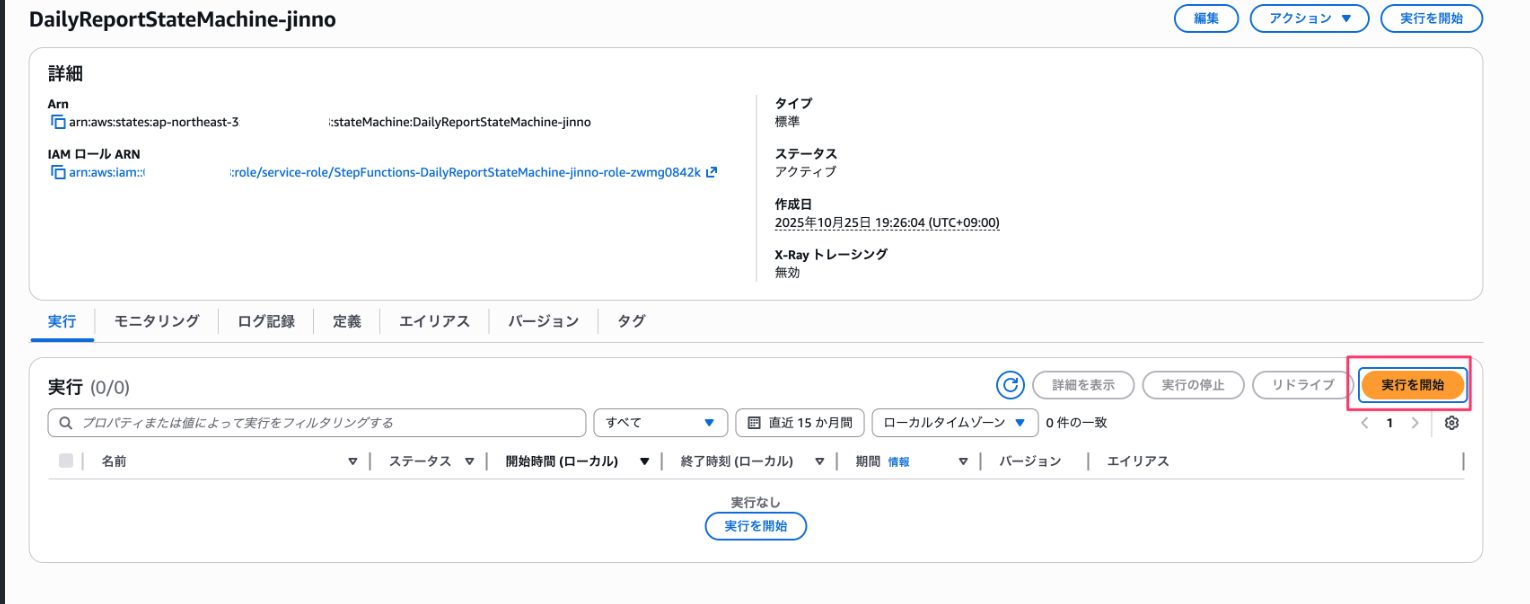 DailyReportStateMachine-jinno
編集 アクション 実行を開始
詳細
Arn
arn:aws:states:ap-northeast-3 :stateMachine:DailyReportStateMachine-jinno
IAM ロール ARN
arn:aws:iam:: :role/service-role/StepFunctions-DailyReportStateMachine-jinno-role-zwmg0842k
タイプ
標準
ステータス
アクティブ
作成日
2025年10月25日 19:26:04 (UTC+09:00)
X-Ray トレーシング
無効
実行 モニタリング ログ記録 定義 エイリアス バージョン タグ
実行 (0/0) 詳細を表示 実行の停止 リドライブ 実行を開始
プロパティまたは値によって実行をフィルタリングする すべて 直近 15 か月間 ローカルタイムゾーン 0 件の一致 1
名前 ステータス 開始時間 (ローカル) 終了時刻 (ローカル) 期間 情報 バージョン エイリアス
実行なし
実行を開始